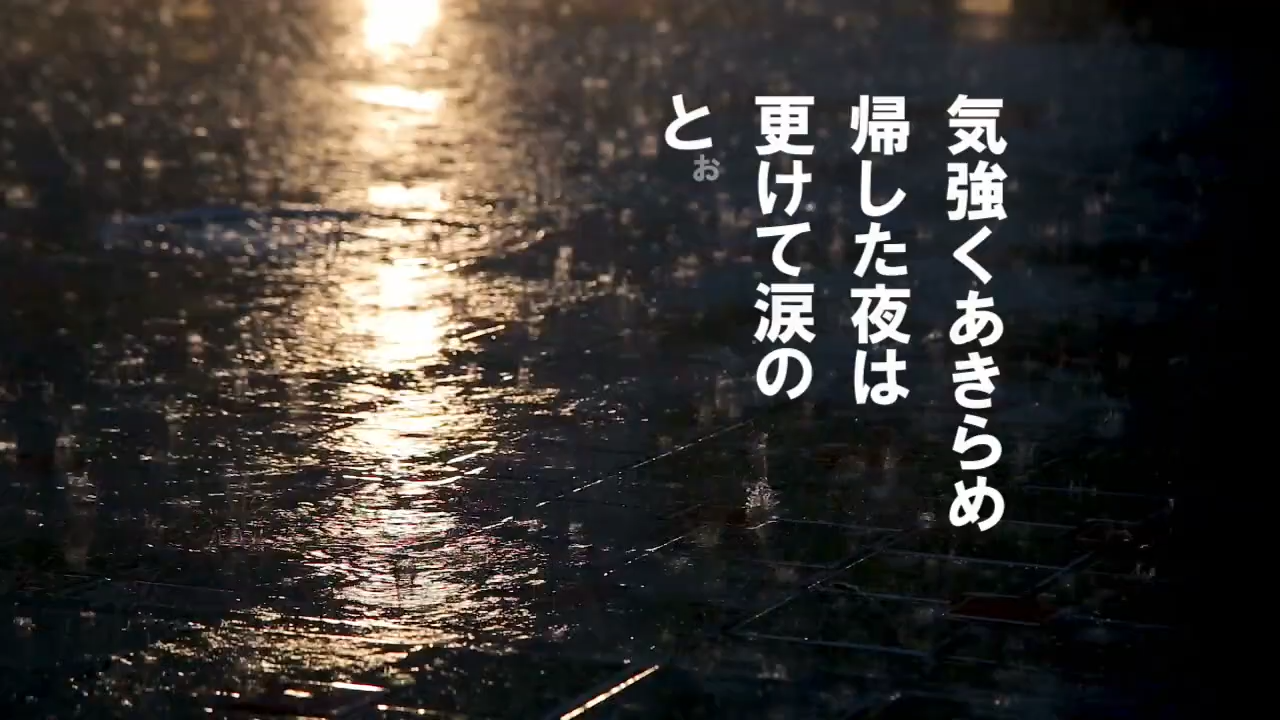 気強くあきらめ
帰した夜は
更けて涙の
とぉ